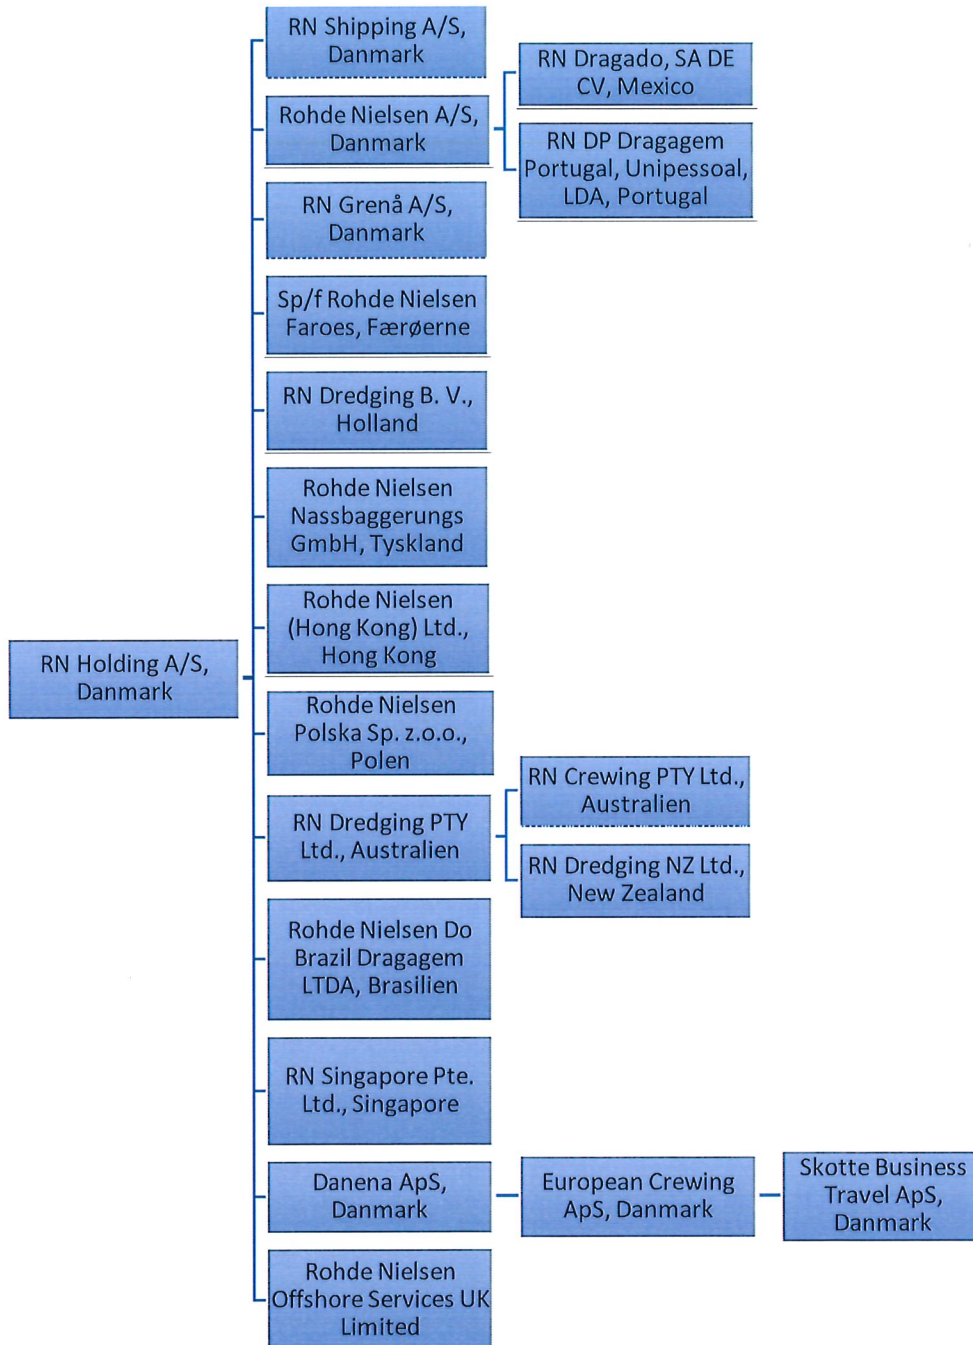 RN Shipping A/S,
Danmark
RN Dragado, SA DE
CV, Mexico
Rohde Nielsen A/S,
Danmark
RN DP Dragagem
Portugal, Unipessoal,
LDA, Portugal
RN Grenå A/S,
Danmark
Sp/f Rohde Nielsen
Faroes, Færøerne
RN Dredging B. V.,
Holland
Rohde Nielsen
Nassbaggerungs
GmbH, Tyskland
Rohde Nielsen
(Hong Kong) Ltd.,
Hong Kong
RN Holding A/S,
Danmark
Rohde Nielsen
Polska Sp. z.o.o.,
Polen
RN Crewing PTY Ltd.,
Australien
RN Dredging PTY
Ltd., Australien
RN Dredging NZ Ltd.,
New Zealand
Rohde Nielsen Do
Brazil Dragagem
LTDA, Brasilien
RN Singapore Pte.
Ltd., Singapore
Danena ApS,
Danmark
European Crewing
ApS, Danmark
Skotte Business
Travel ApS,
Danmark
Rohde Nielsen
Offshore Services UK
Limited